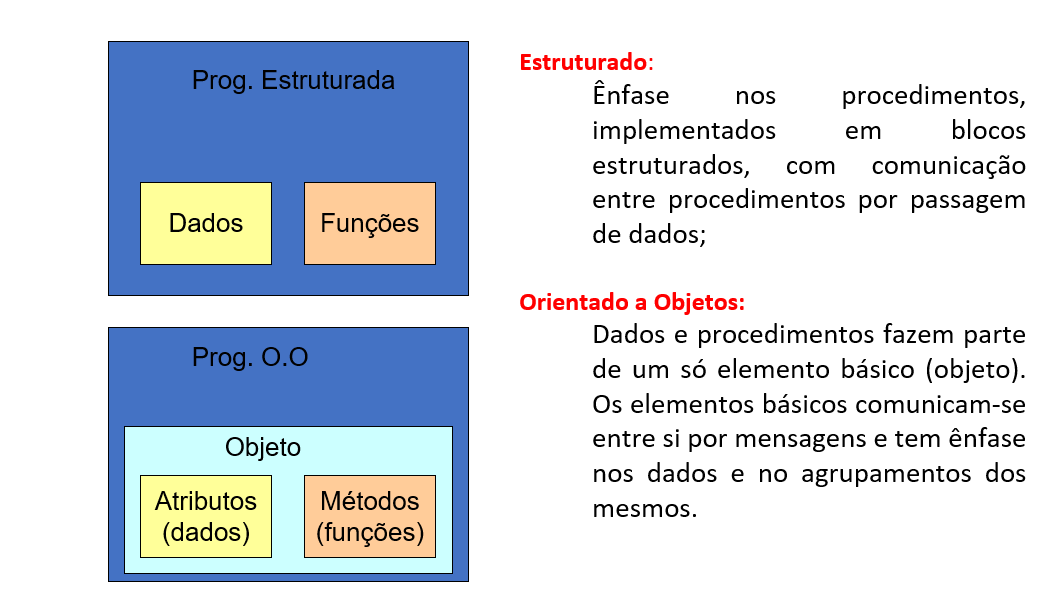 Prog. Estruturada
Dados
Funções
Prog. O.O
Objeto
Atributos
(dados)
Métodos
(funções)
Estruturado:
Ênfase nos procedimentos,
implementados em blocos
estruturados, com comunicação
entre procedimentos por passagem
de dados;
Orientado a Objetos:
Dados e procedimentos fazem parte
de um só elemento básico (objeto).
Os elementos básicos comunicam-se
entre si por mensagens e tem ênfase
nos dados e no agrupamentos dos
mesmos.